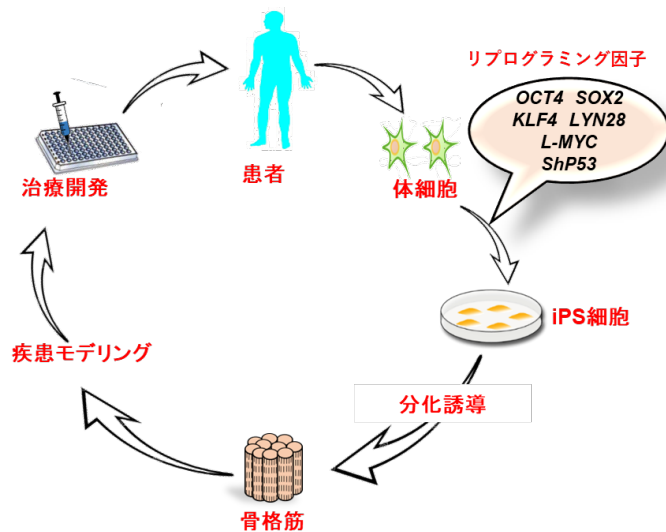 リプログラミング因子
OCT4 SOX2
KLF4 LYN28
L-MYC
ShP53
患者
体細胞
治療開発
iPS細胞
疾患モデリング
分化誘導
骨格筋